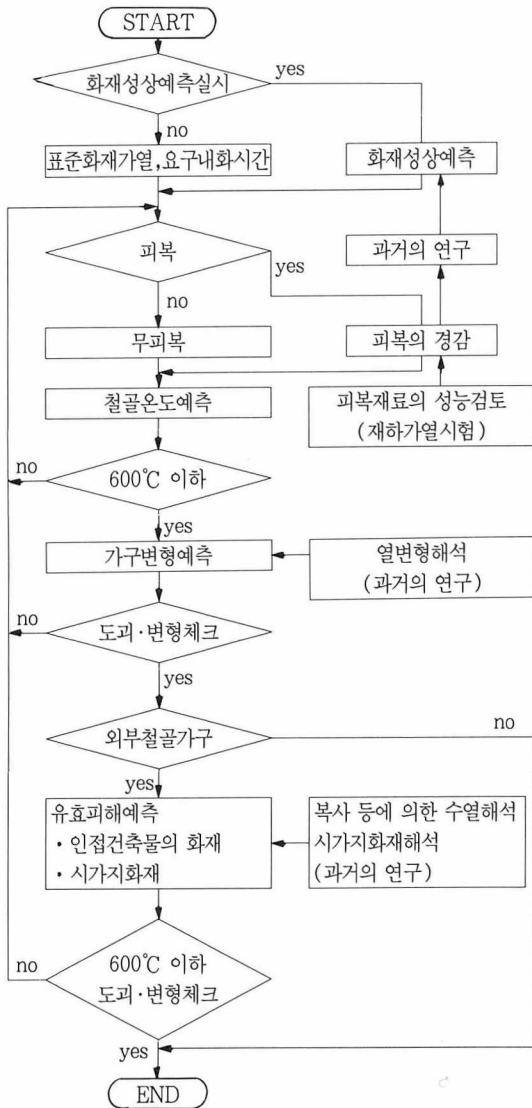 START
화재성상예측실시
yes
no
표준화재가열,요구내화시간
화재성상예측
피복
yes
과거의 연구
no
무피복
피복의 경감
철골온도예측
피복재료의 성능검토
(재하가열시험)
no
600℃ 이하
yes
가구변형예측
열변형해석
(과거의 연구)
no
도괴·변형체크
yes
외부철골가구
no
yes
유효피해예측
·인접건축물의 화재
·시가지화재
복사 등에 의한 수열해석
시가지화재해석
(과거의 연구)
no
600℃ 이하
도괴·변형체크
yes
END